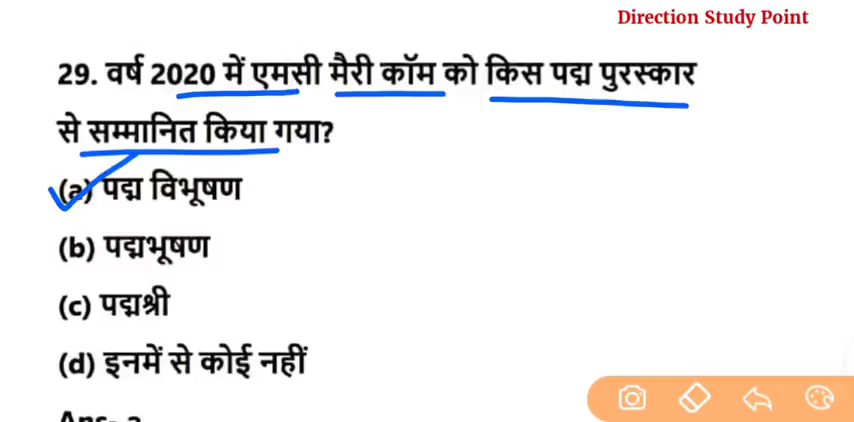 Direction Study Point
29. वर्ष 2020 में एमसी मैरी कॉम को किस पद्म पुरस्कार
से सम्मानित किया गया?
(a) पद्म विभूषण
(b) पद्मभूषण
(c) पद्मश्री
(d) इनमें से कोई नहीं
Ans- a